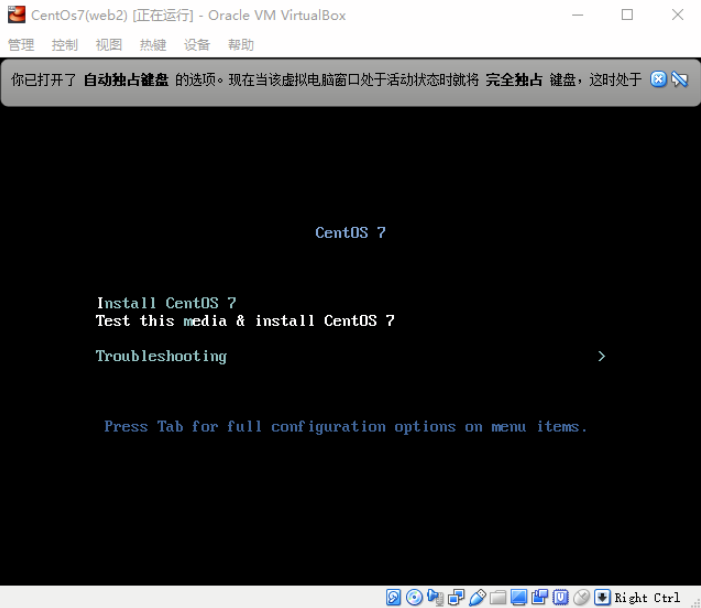 CentOs7(web2) [正在运行] - Oracle VM VirtualBox
管理 控制 视图 热键 设备 帮助
你已打开了 自动独占键盘 的选项。现在当该虚拟电脑窗口处于活动状态时就将 完全独占 键盘，这时处于
CentOS 7
Install CentOS 7
Test this media & install CentOS 7
Troubleshooting >
Press Tab for full configuration options on menu items.
Right Ctrl